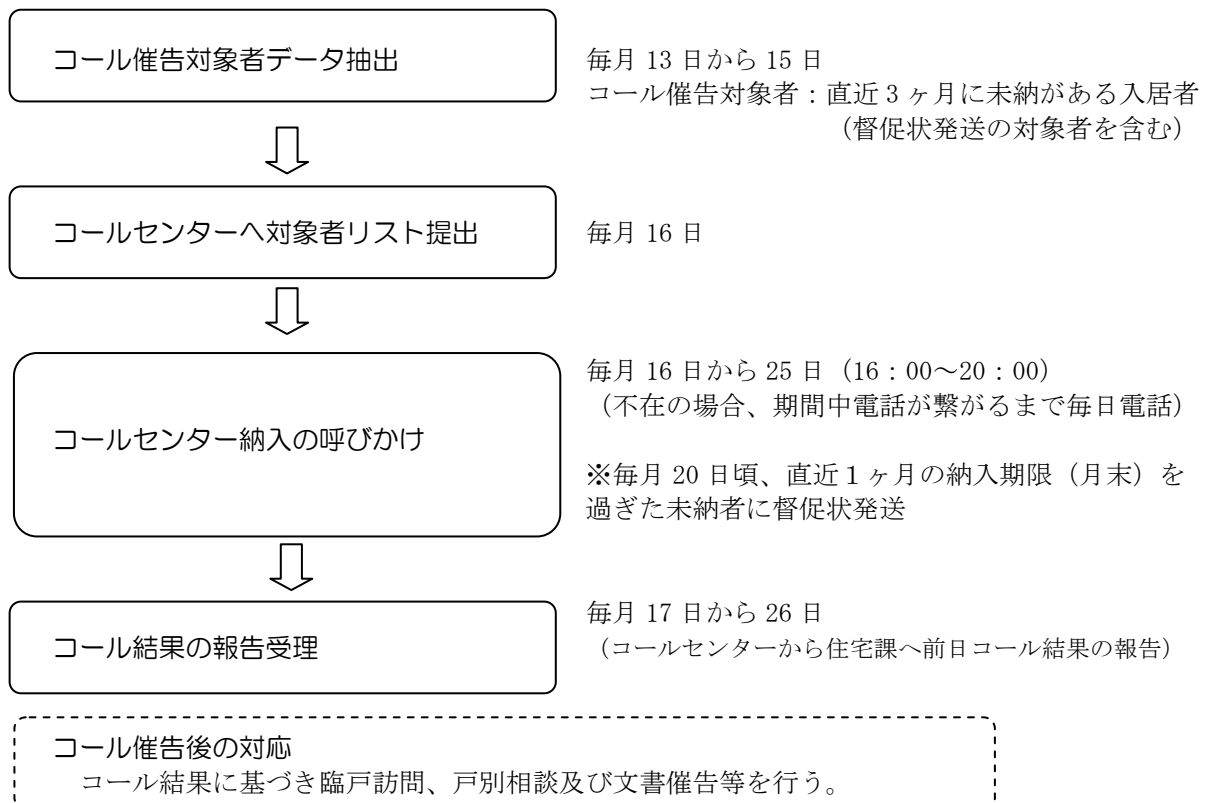 コール催告対象者データ抽出
毎月 13 日から 15 日
コール催告対象者：直近 3 ヶ月に未納がある入居者
（督促状発送の対象者を含む）
コールセンターへ対象者リスト提出
毎月 16 日
コールセンター納入の呼びかけ
毎月 16 日から 25 日（16：00～20：00）
（不在の場合、期間中電話が繋がるまで毎日電話）
※毎月 20 日頃、直近１ヶ月の納入期限（月末）を
過ぎた未納者に督促状発送
コール結果の報告受理
毎月 17 日から 26 日
（コールセンターから住宅課へ前日コール結果の報告）
コール催告後の対応
コール結果に基づき臨戸訪問、戸別相談及び文書催告等を行う。